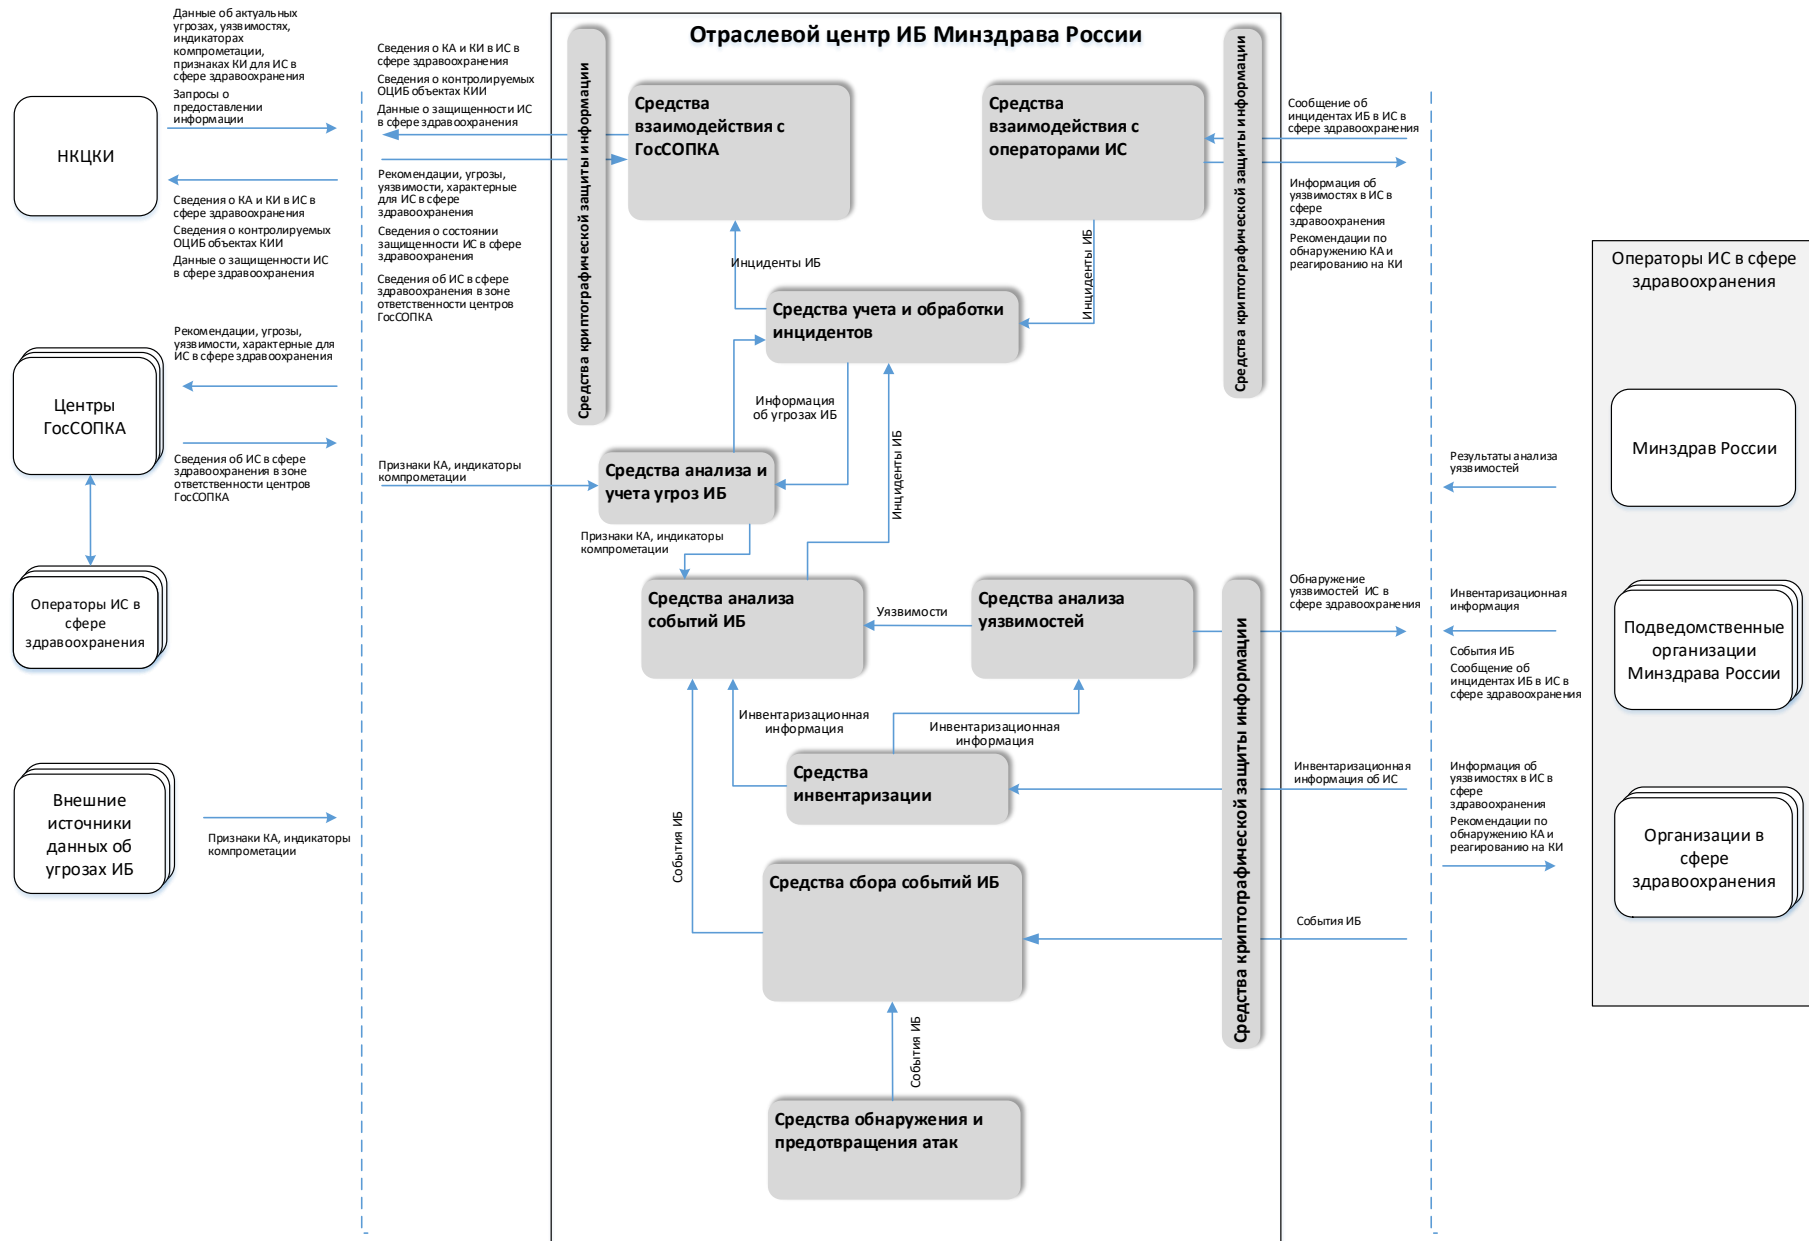 Отраслевой центр ИБ Минздрава России
Данные об актуальных
угрозах, уязвимостях,
индикаторах
компрометации,
признаках КИ для ИС в
сфере здравоохранения
Запросы о
предоставлении
информации
НКЦКИ
Сведения о КА и КИ в ИС в
сфере здравоохранения
Сведения о контролируемых
ОЦИБ объектах КИИ
Данные о защищенности ИС
в сфере здравоохранения
Рекомендации, угрозы,
уязвимости, характерные для
ИС в сфере здравоохранения
Центры
ГосСОПКА
Сведения об ИС в сфере
здравоохранения в зоне
ответственности центров
ГосСОПКА
Операторы ИС в
сфере
здравоохранения
Внешние
источники
данных об
угрозах ИБ
Признаки КА, индикаторы
компрометации
Сведения о КА и КИ в ИС в
сфере здравоохранения
Сведения о контролируемых
ОЦИБ объектах КИИ
Данные о защищенности ИС
в сфере здравоохранения
Рекомендации, угрозы,
уязвимости, характерные
для ИС в сфере
здравоохранения
Сведения о состоянии
защищенности ИС в сфере
здравоохранения
Сведения об ИС в сфере
здравоохранения в зоне
ответственности центров
ГосСОПКА
Признаки КА, индикаторы
компрометации
Средства криптографической защиты информации
Средства
взаимодействия с
ГосСОПКА
Средства
взаимодействия с
операторами ИС
Средства криптографической защиты информации
Инциденты ИБ
Инциденты ИБ
Средства учета и обработки
инцидентов
Информация
об угрозах ИБ
Инциденты ИБ
Средства анализа и
учета угроз ИБ
Признаки КА, индикаторы
компрометации
Средства анализа
событий ИБ
Уязвимости
Средства анализа
уязвимостей
Инвентаризационная
информация
Инвентаризационная
информация
Средства
инвентаризации
События ИБ
Средства сбора событий ИБ
События ИБ
Средства обнаружения и
предотвращения атак
Средства криптографической защиты информации
Сообщение об
инцидентах ИБ в ИС в
сфере здравоохранения
Информация об
уязвимостях в ИС в
сфере
здравоохранения
Рекомендации по
обнаружению КА и
реагированию на КИ
Обнаружение
уязвимостей ИС в
сфере здравоохранения
Инвентаризационная
информация об ИС
События ИБ
Результаты анализа
уязвимостей
Инвентаризационная
информация
События ИБ
Сообщение об
инцидентах ИБ в ИС в
сфере здравоохранения
Информация об
уязвимостях в ИС в
сфере
здравоохранения
Рекомендации по
обнаружению КА и
реагированию на КИ
Операторы ИС в сфере
здравоохранения
Минздрав России
Подведомственные
организации
Минздрава России
Организации в
сфере
здравоохранения